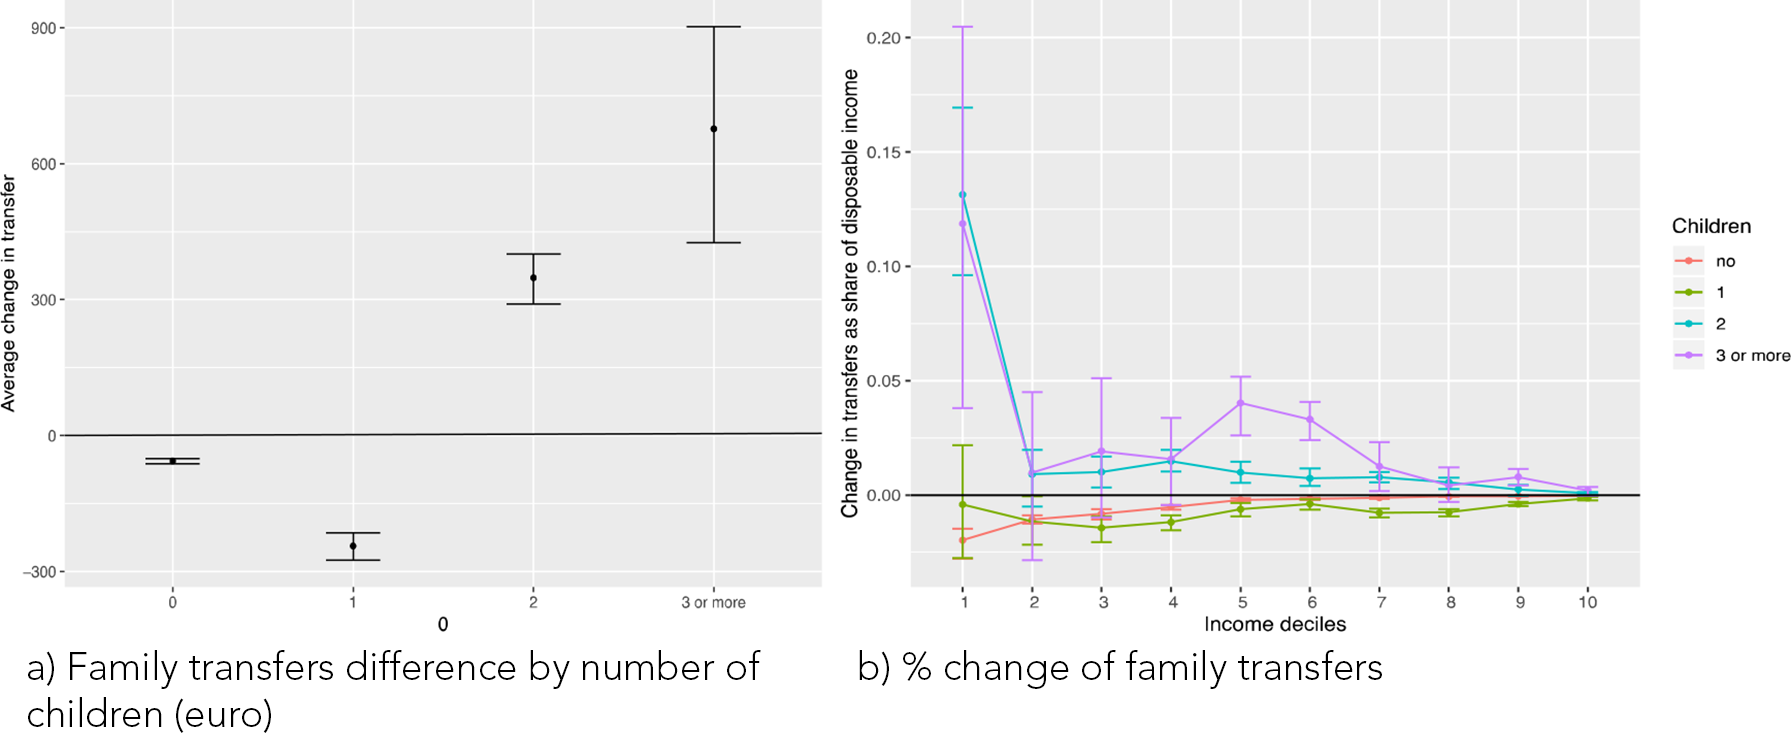 Average change in transfer
900
600
300
0
−300
0
1
2
3 or more
0
a) Family transfers difference by number of
children (euro)
Change in transfers as share of disposable income
0.20
0.15
0.10
0.05
0.00
1
2
3
4
5
6
7
8
9
10
Income deciles
Children
no
1
2
3 or more
b) % change of family transfers